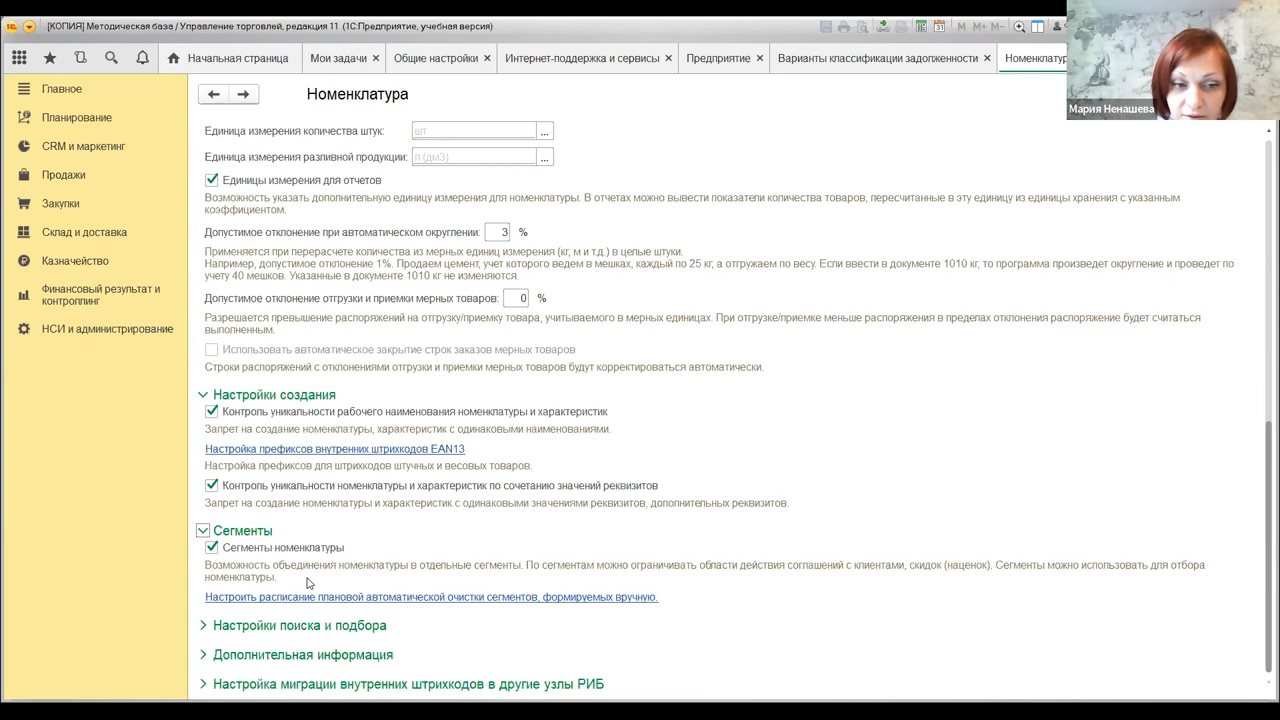 [КОПИЯ] Методическая база / Управление торговлей, редакция 11 (1С:Предприятие, учебная версия)
M M+ M-
Начальная страница
Мои задачи ×
Общие настройки ×
Интернет-поддержка и сервисы ×
Предприятие ×
Варианты классификации задолженности ×
Номенклатур
Мария Ненашева
Главное
Планирование
CRM и маркетинг
Продажи
Закупки
Склад и доставка
Казначейство
Финансовый результат и
контроллинг
НСИ и администрирование
Номенклатура
Единица измерения количества штук: шт ...
Единица измерения разливной продукции: л (дм3) ...
Единицы измерения для отчетов
Возможность указать дополнительную единицу измерения для номенклатуры. В отчетах можно вывести показатели количества товаров, пересчитанные в эту единицу из единицы хранения с указанным
коэффициентом.
Допустимое отклонение при автоматическом округлении: 3 %
Применяется при перерасчете количества из мерных единиц измерения (кг, м и т.д.) в целые штуки.
Например, допустимое отклонение 1%. Продаем цемент, учет которого ведем в мешках, каждый по 25 кг, а отгружаем по весу. Если ввести в документе 1010 кг, то программа произведет округление и проведет по
учету 40 мешков. Указанные в документе 1010 кг не изменяются.
Допустимое отклонение отгрузки и приемки мерных товаров: 0 %
Разрешается превышение распоряжений на отгрузку/приемку товара, учитываемого в мерных единицах. При отгрузке/приемке меньше распоряжения в пределах отклонения распоряжение будет считаться
выполненным.
Использовать автоматическое закрытие строк заказов мерных товаров
Строки распоряжений с отклонениями отгрузки и приемки мерных товаров будут корректироваться автоматически.
Настройки создания
Контроль уникальности рабочего наименования номенклатуры и характеристик
Запрет на создание номенклатуры, характеристик с одинаковыми наименованиями.
Настройка префиксов внутренних штрихкодов EAN13
Настройка префиксов для штрихкодов штучных и весовых товаров.
Контроль уникальности номенклатуры и характеристик по сочетанию значений реквизитов
Запрет на создание номенклатуры и характеристик с одинаковыми значениями реквизитов, дополнительных реквизитов.
Сегменты
Сегменты номенклатуры
Возможность объединения номенклатуры в отдельные сегменты. По сегментам можно ограничивать области действия соглашений с клиентами, скидок (наценок). Сегменты можно использовать для отбора
номенклатуры.
Настроить расписание плановой автоматической очистки сегментов, формируемых вручную.
Настройки поиска и подбора
Дополнительная информация
Настройка миграции внутренних штрихкодов в другие узлы РИБ